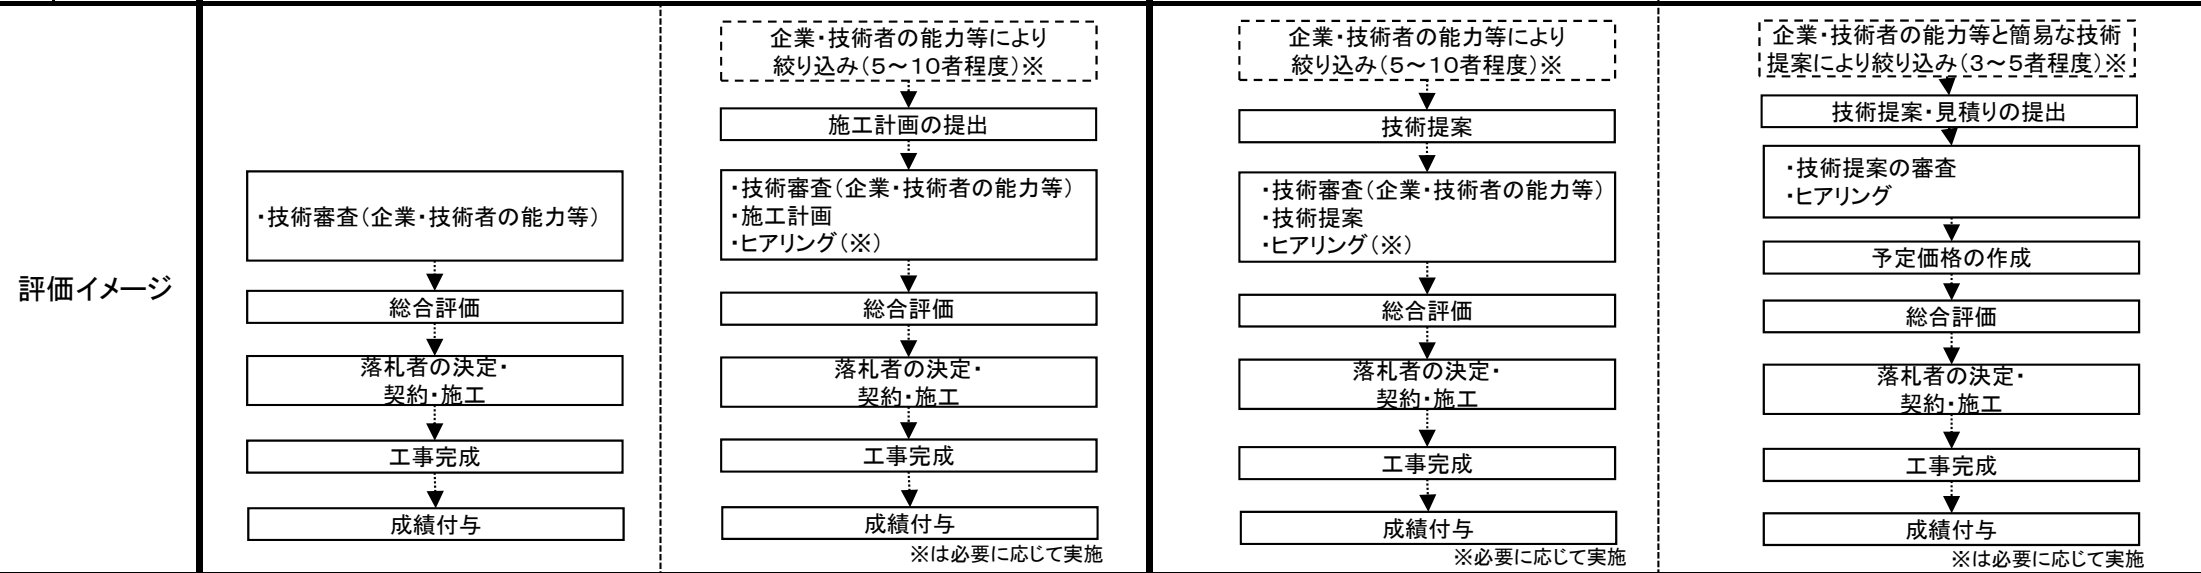 評価イメージ
・技術審査(企業・技術者の能力等)
総合評価
落札者の決定・
契約・施工
工事完成
成績付与
企業・技術者の能力等により
絞り込み(5～10者程度)※
施工計画の提出
・技術審査(企業・技術者の能力等)
・施工計画
・ヒアリング(※)
総合評価
落札者の決定・
契約・施工
工事完成
成績付与
※は必要に応じて実施
企業・技術者の能力等により
絞り込み(5～10者程度)※
技術提案
・技術審査(企業・技術者の能力等)
・技術提案
・ヒアリング(※)
総合評価
落札者の決定・
契約・施工
工事完成
成績付与
※必要に応じて実施
企業・技術者の能力等と簡易な技術
提案により絞り込み(3～5者程度)※
技術提案・見積りの提出
・技術提案の審査
・ヒアリング
予定価格の作成
総合評価
落札者の決定・
契約・施工
工事完成
成績付与
※は必要に応じて実施